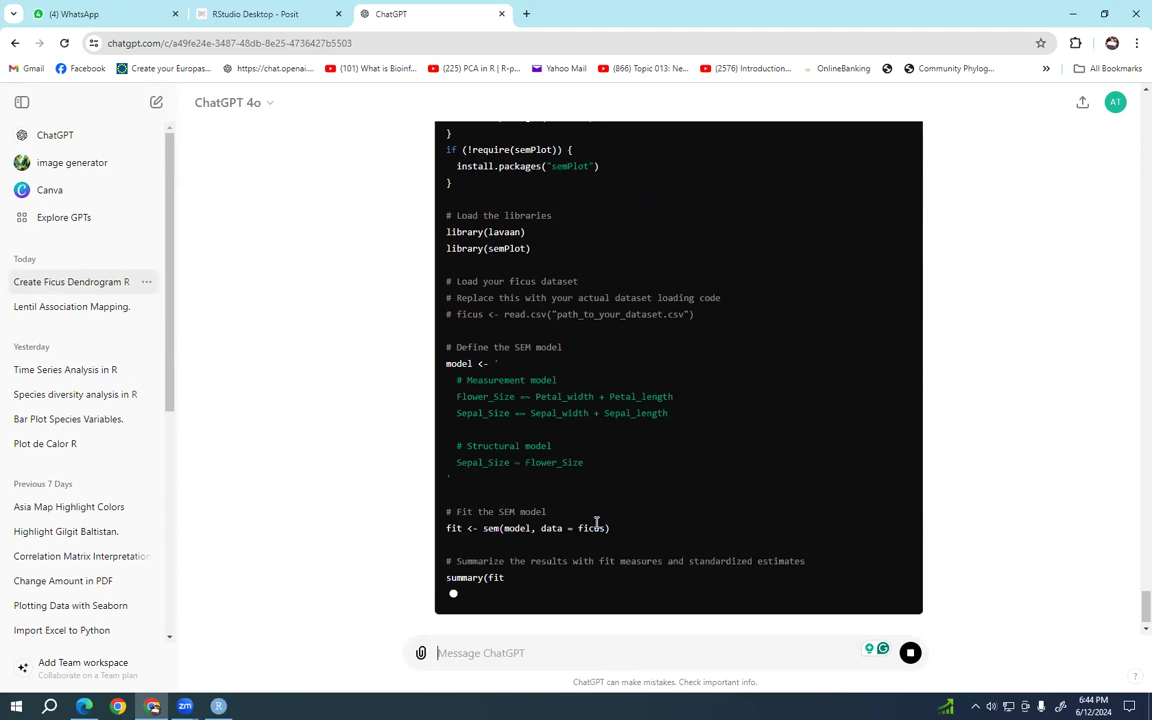 (4) WhatsApp
RStudio Desktop - Posit
ChatGPT
chatgpt.com/c/a49fe24e-3487-48db-8e25-4736427b5503
Gmail
Facebook
Create your Europas...
https://chat.openai....
(101) What is Bioinf...
(225) PCA in R | R-p...
Yahoo Mail
(866) Topic 013: Ne...
(2576) Introduction...
OnlineBanking
Community Phylog...
All Bookmarks
ChatGPT 4o
AT
ChatGPT
image generator
Canva
Explore GPTs
Today
Create Ficus Dendrogram R
Lentil Association Mapping.
Yesterday
Time Series Analysis in R
Species diversity analysis in R
Bar Plot Species Variables.
Plot de Calor R
Previous 7 Days
Asia Map Highlight Colors
Highlight Gilgit Baltistan.
Correlation Matrix Interpretation
Change Amount in PDF
Plotting Data with Seaborn
Import Excel to Python
Add Team workspace
Collaborate on a Team plan
}
if (!require(semPlot)) {
install.packages("semPlot")
}
# Load the libraries
library(lavaan)
library(semPlot)
# Load your ficus dataset
# Replace this with your actual dataset loading code
# ficus <- read.csv("path_to_your_dataset.csv")
# Define the SEM model
model <- '
# Measurement model
Flower_Size =~ Petal_width + Petal_length
Sepal_Size =~ Sepal_width + Sepal_length
# Structural model
Sepal_Size ~ Flower_Size
'
# Fit the SEM model
fit <- sem(model, data = ficus)
# Summarize the results with fit measures and standardized estimates
summary(fit
Message ChatGPT
ChatGPT can make mistakes. Check important info.
?
zm
R
6:44 PM
6/12/2024